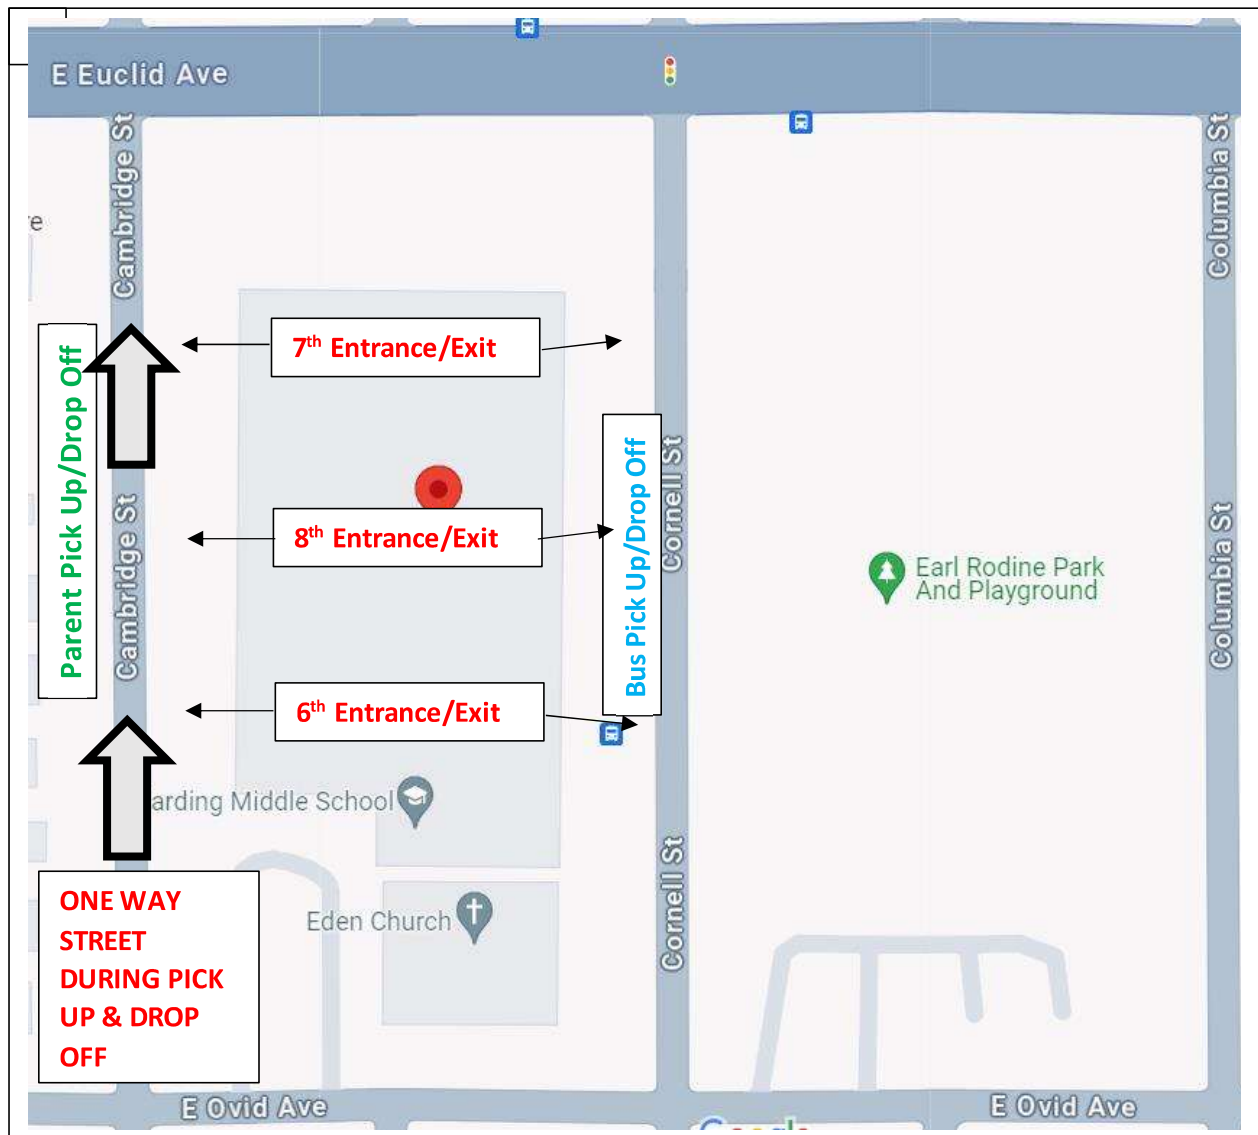 E Euclid Ave
Cambridge St
Columbia St
re
7th Entrance/Exit
Parent Pick Up/Drop Off
Bus Pick Up/Drop Off
Cornell St
Cambridge St
8th Entrance/Exit
Columbia St
Earl Rodine Park
And Playground
6th Entrance/Exit
arding Middle School
Cornell St
Eden Church
ONE WAY
STREET
DURING PICK
UP & DROP
OFF
E Ovid Ave
E Ovid Ave
Google